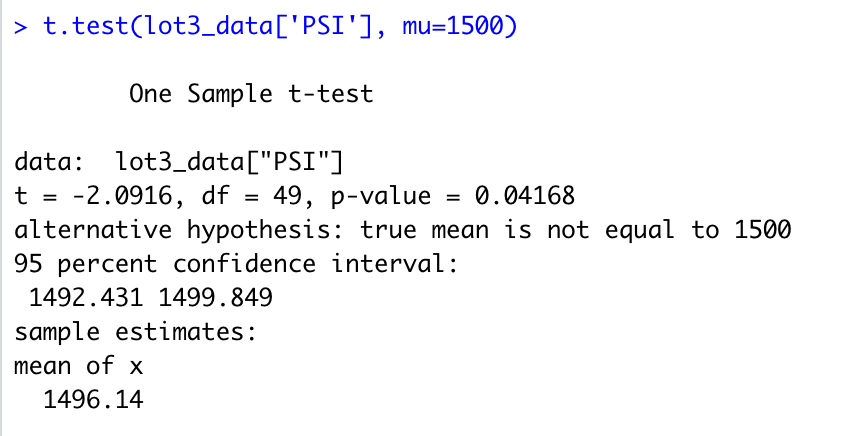 > t.test(lot3_data['PSI'], mu=1500)
One Sample t-test
data:  lot3_data["PSI"]
t = -2.0916, df = 49, p-value = 0.04168
alternative hypothesis: true mean is not equal to 1500
95 percent confidence interval:
1492.431 1499.849
sample estimates:
mean of x
1496.14